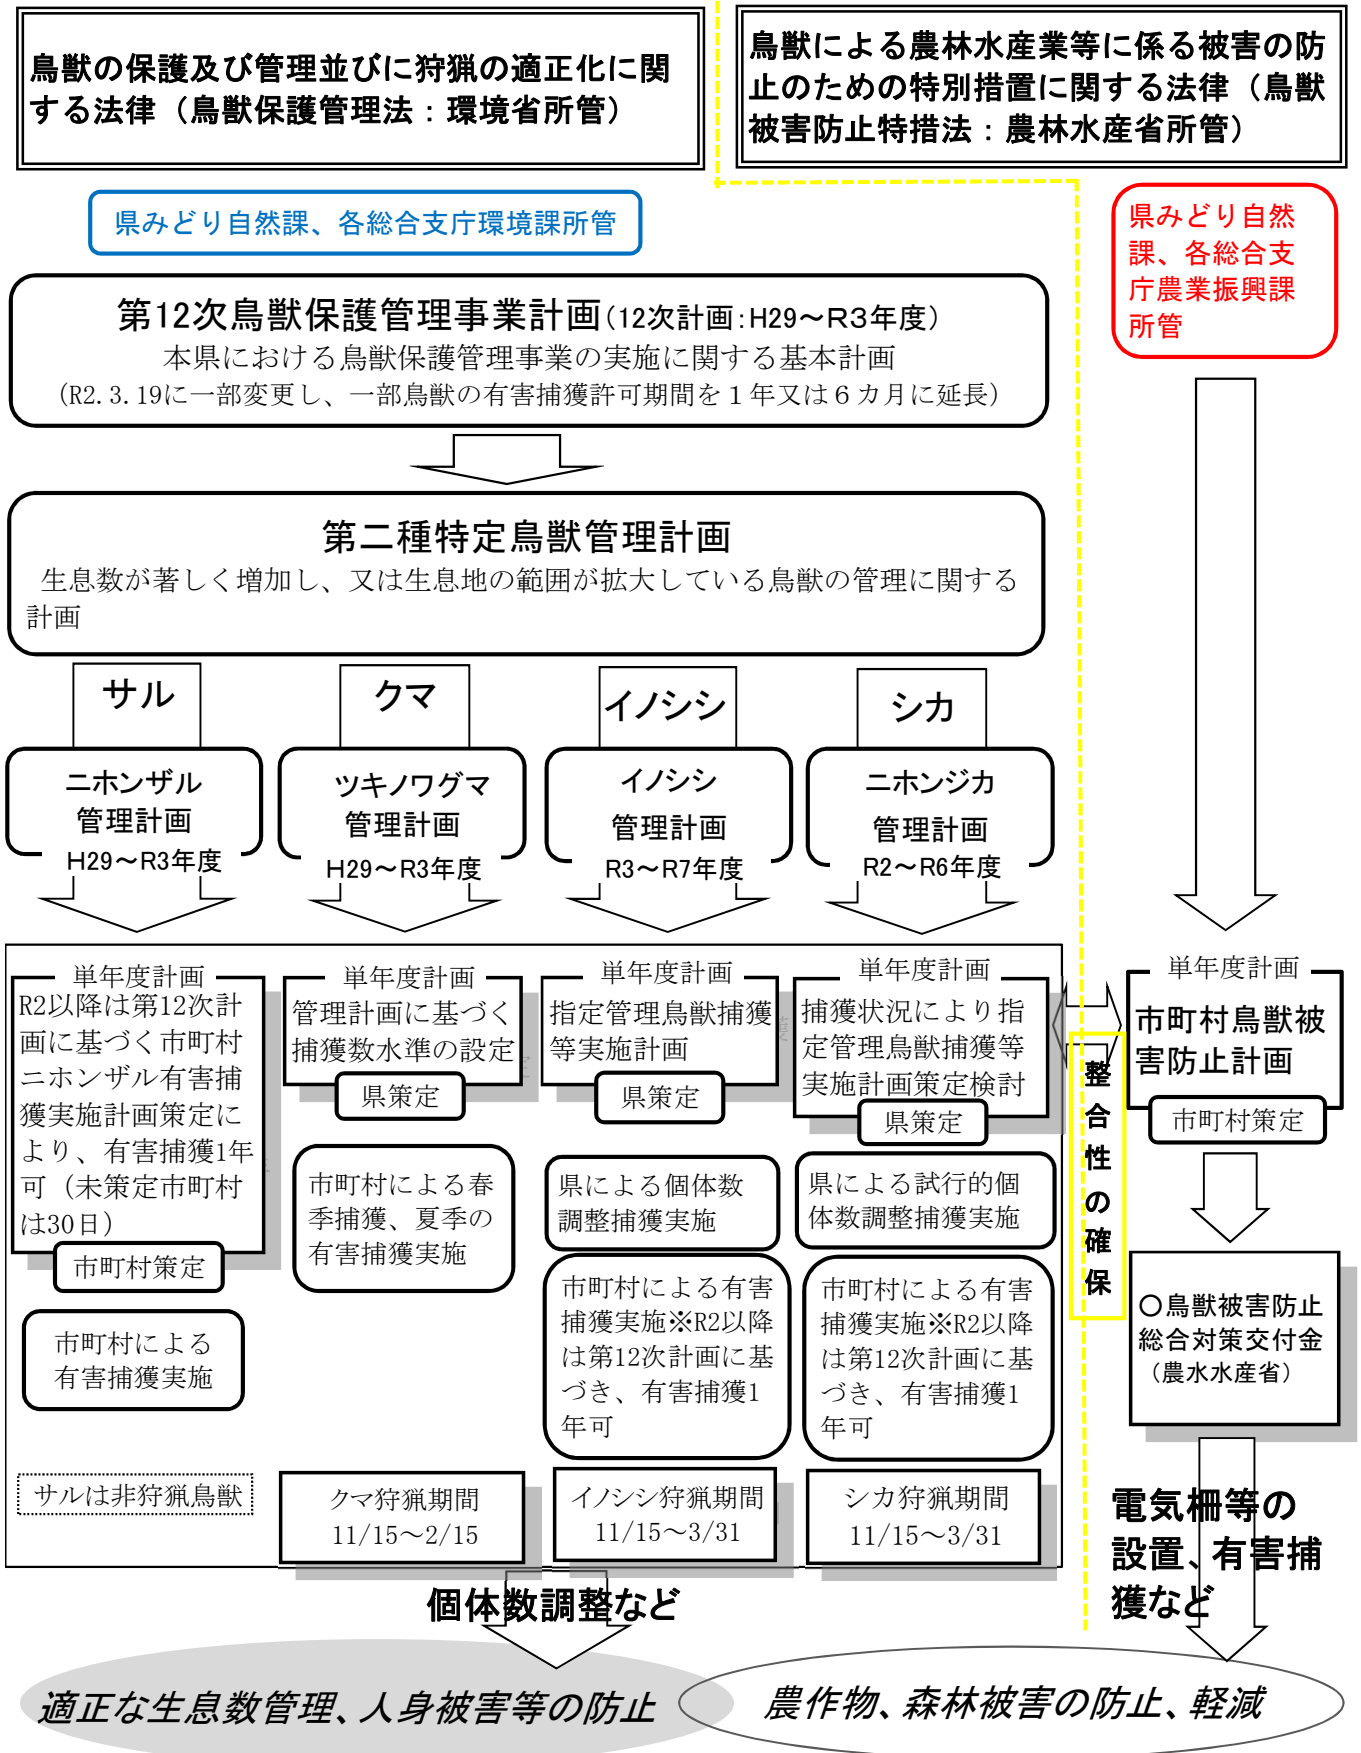 鳥獣の保護及び管理並びに狩猟の適正化に関
する法律（鳥獣保護管理法：環境省所管）
鳥獣による農林水産業等に係る被害の防
止のための特別措置に関する法律（鳥獣
被害防止特措法：農林水産省所管）
県みどり自然課、各総合支庁環境課所管
県みどり自然
課、各総合支
庁農業振興課
所管
第12次鳥獣保護管理事業計画（12次計画：H29～R3年度）
本県における鳥獣保護管理事業の実施に関する基本計画
（R2.3.19に一部変更し、一部鳥獣の有害捕獲許可期間を１年又は６カ月に延長）
第二種特定鳥獣管理計画
生息数が著しく増加し、又は生息地の範囲が拡大している鳥獣の管理に関する
計画
サル
ニホンザル
管理計画
H29～R3年度
クマ
ツキノワグマ
管理計画
H29～R3年度
イノシシ
イノシシ
管理計画
R3～R7年度
シカ
ニホンジカ
管理計画
R2～R6年度
単年度計画
R2以降は第12次計
画に基づく市町村
ニホンザル有害捕
獲実施計画策定によ
り、有害捕獲1年
可（未策定市町村
は30日）
市町村策定
市町村による
有害捕獲実施
サルは非狩猟鳥獣
単年度計画
管理計画に基づく
捕獲数水準の設定
県策定
市町村による春
季捕獲、夏季の
有害捕獲実施
クマ狩猟期間
11/15～2/15
単年度計画
指定管理鳥獣捕獲
等実施計画
県策定
県による個体数
調整捕獲実施
市町村による有害
捕獲実施※R2以降
は第12次計画に基
づき、有害捕獲1
年可
イノシシ狩猟期間
11/15～3/31
単年度計画
捕獲状況により指
定管理鳥獣捕獲等
実施計画策定検討
県策定
県による試行的個
体数調整捕獲実施
市町村による有害
捕獲実施※R2以降
は第12次計画に基
づき、有害捕獲1
年可
シカ狩猟期間
11/15～3/31
整合性の確保
単年度計画
市町村鳥獣被
害防止計画
市町村策定
○鳥獣被害防止
総合対策交付金
（農水水産省）
電気柵等の
設置、有害捕
獲など
個体数調整など
適正な生息数管理、人身被害等の防止
農作物、森林被害の防止、軽減